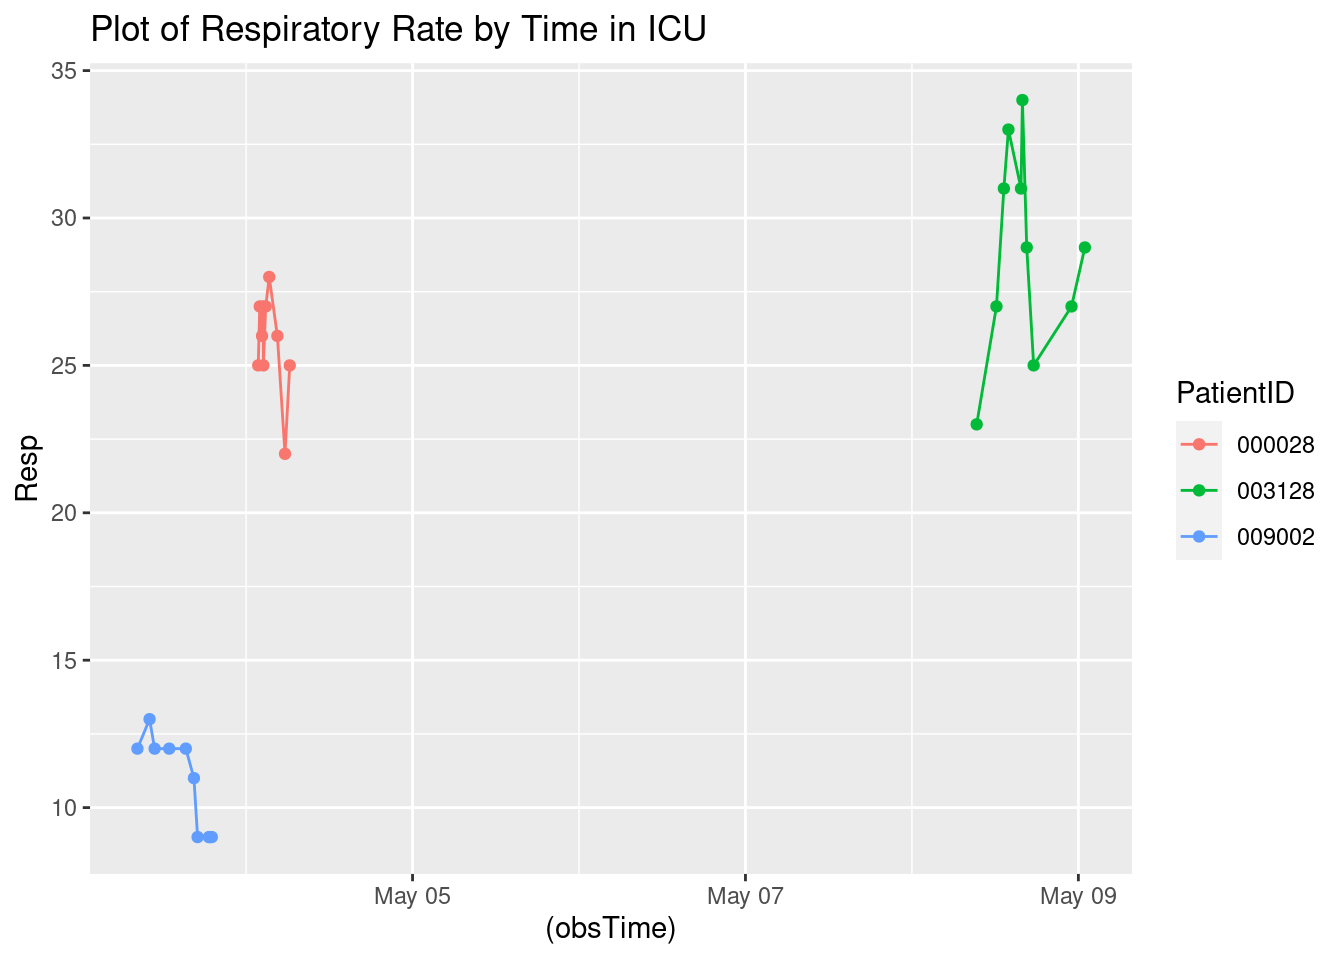 Plot of Respiratory Rate by Time in ICU
35
30
25
20
15
10
Resp
May 05
May 07
May 09
(obsTime)
PatientID
000028
003128
009002